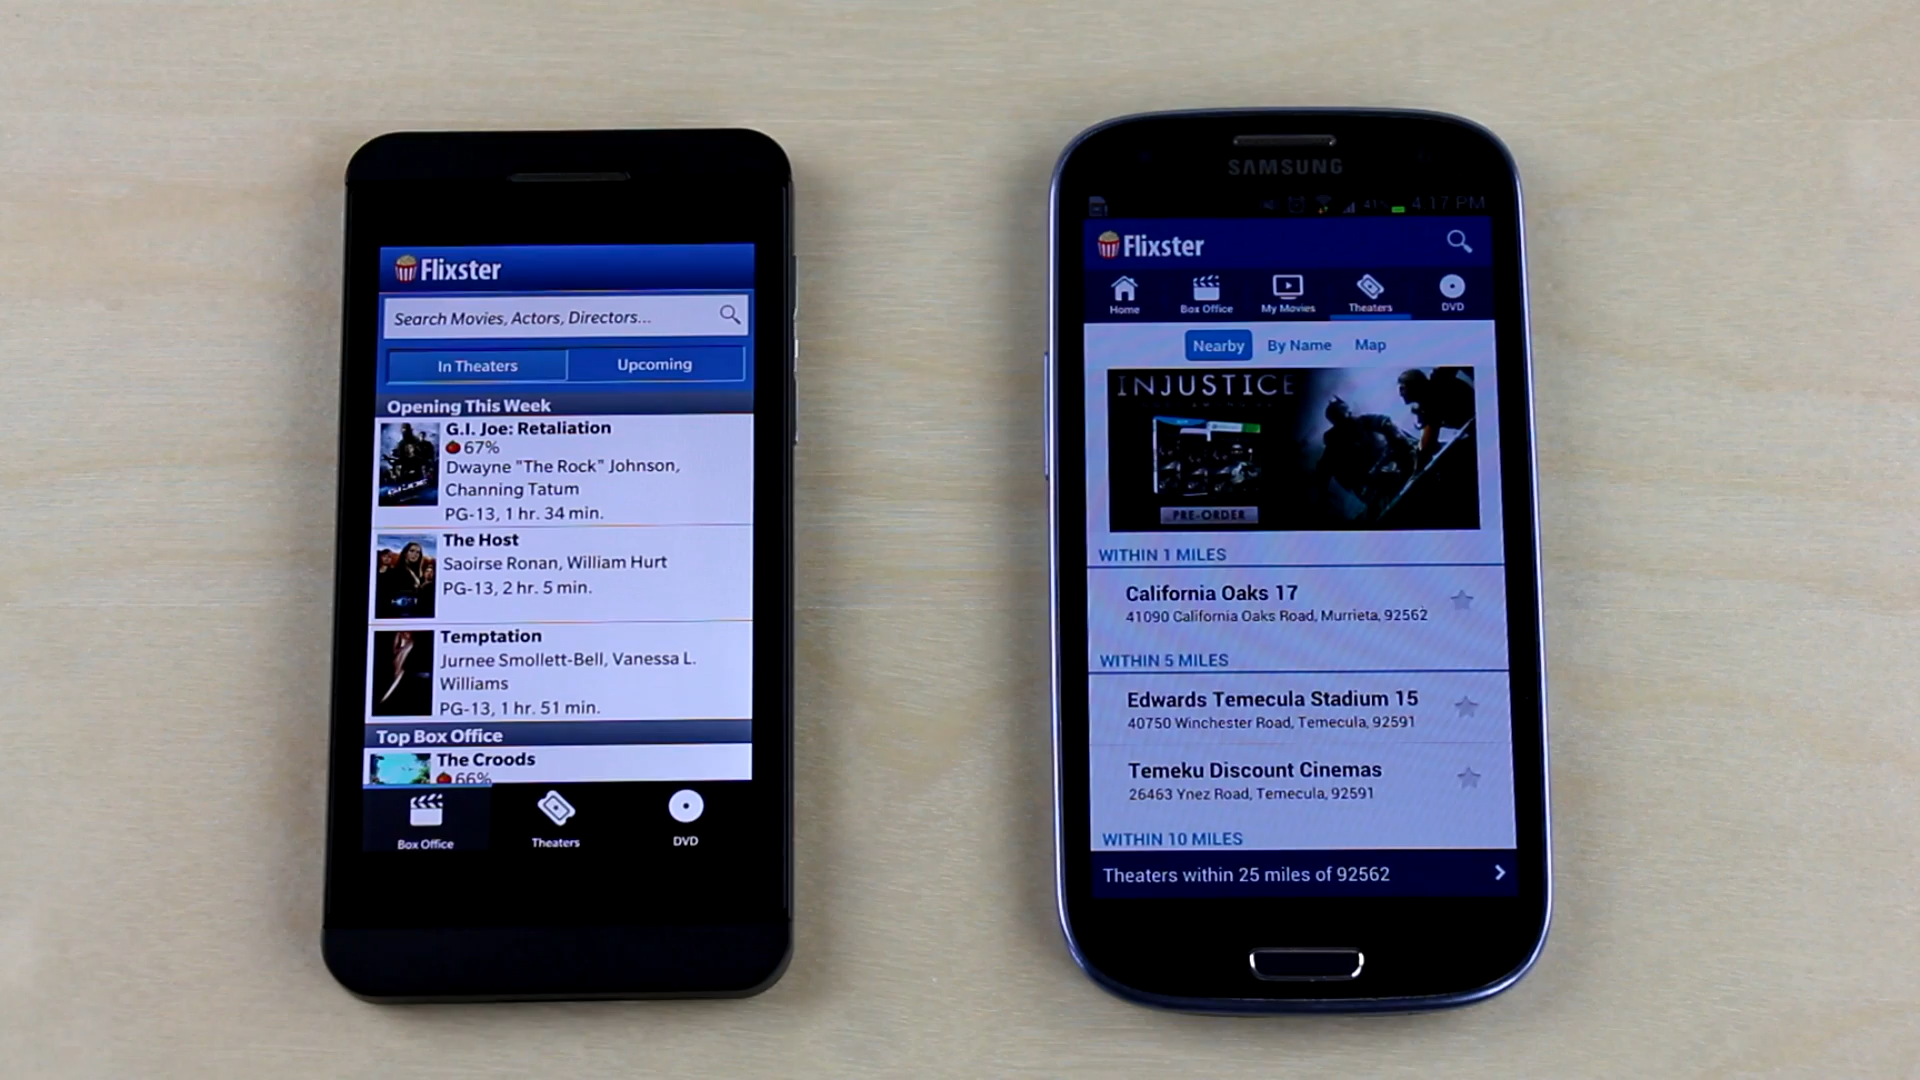 Flixster
Search Movies, Actors, Directors...
In Theaters
Upcoming
Opening This Week
G.I. Joe: Retaliation
67%
Dwayne "The Rock" Johnson,
Channing Tatum
PG-13, 1 hr. 34 min.
The Host
Saoirse Ronan, William Hurt
PG-13, 2 hr. 5 min.
Temptation
Jurnee Smollett-Bell, Vanessa L.
Williams
PG-13, 1 hr. 51 min.
Top Box Office
The Croods
66%
Box Office
Theaters
DVD
SAMSUNG
41% 4:17 PM
Flixster
Home
Box Office
My Movies
Theaters
DVD
Nearby
By Name
Map
INJUSTICE
PRE-ORDER
WITHIN 1 MILES
California Oaks 17
41090 California Oaks Road, Murrieta, 92562
WITHIN 5 MILES
Edwards Temecula Stadium 15
40750 Winchester Road, Temecula, 92591
Temeku Discount Cinemas
26463 Ynez Road, Temecula, 92591
WITHIN 10 MILES
Theaters within 25 miles of 92562